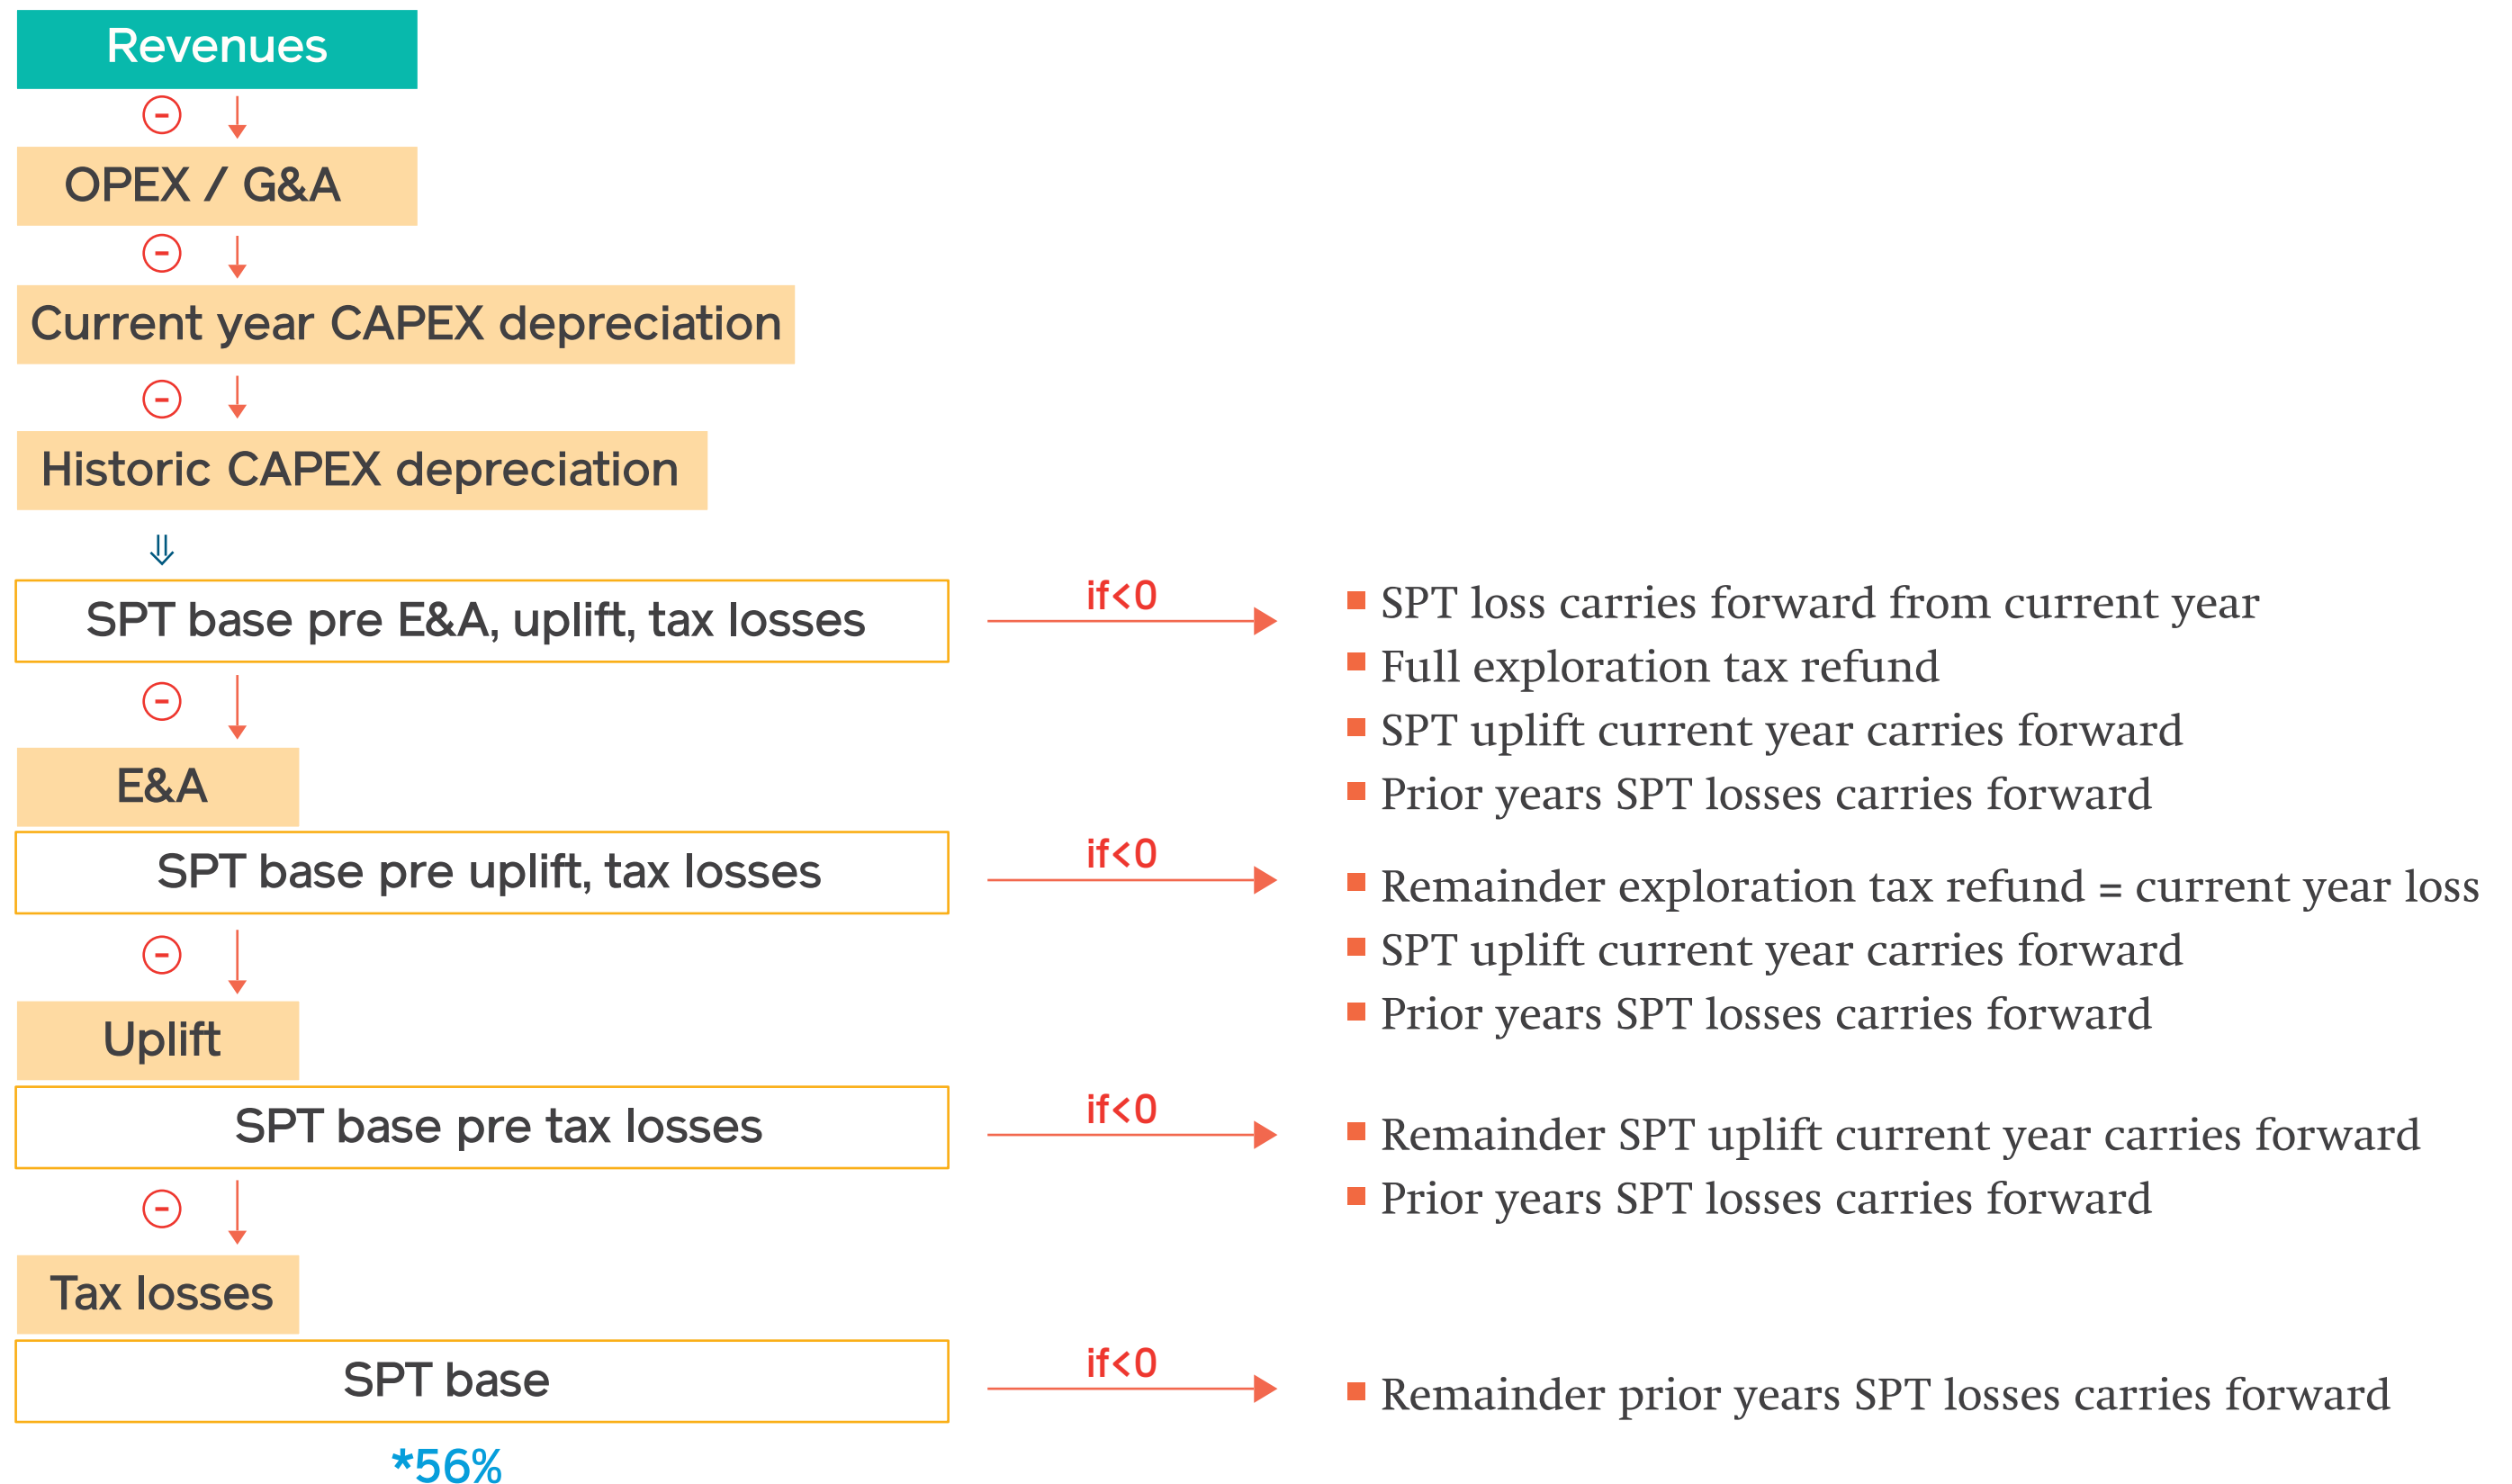 Revenues
-
OPEX / G&A
-
Current year CAPEX depreciation
-
Historic CAPEX depreciation
SPT base pre E&A, uplift, tax losses
if<0
SPT loss carries forward from current year
Full exploration tax refund
SPT uplift current year carries forward
Prior years SPT losses carries forward
-
E&A
SPT base pre uplift, tax losses
if<0
Remainder exploration tax refund = current year loss
SPT uplift current year carries forward
Prior years SPT losses carries forward
-
Uplift
SPT base pre tax losses
if<0
Remainder SPT uplift current year carries forward
Prior years SPT losses carries forward
-
Tax losses
SPT base
if<0
Remainder prior years SPT losses carries forward
*56%